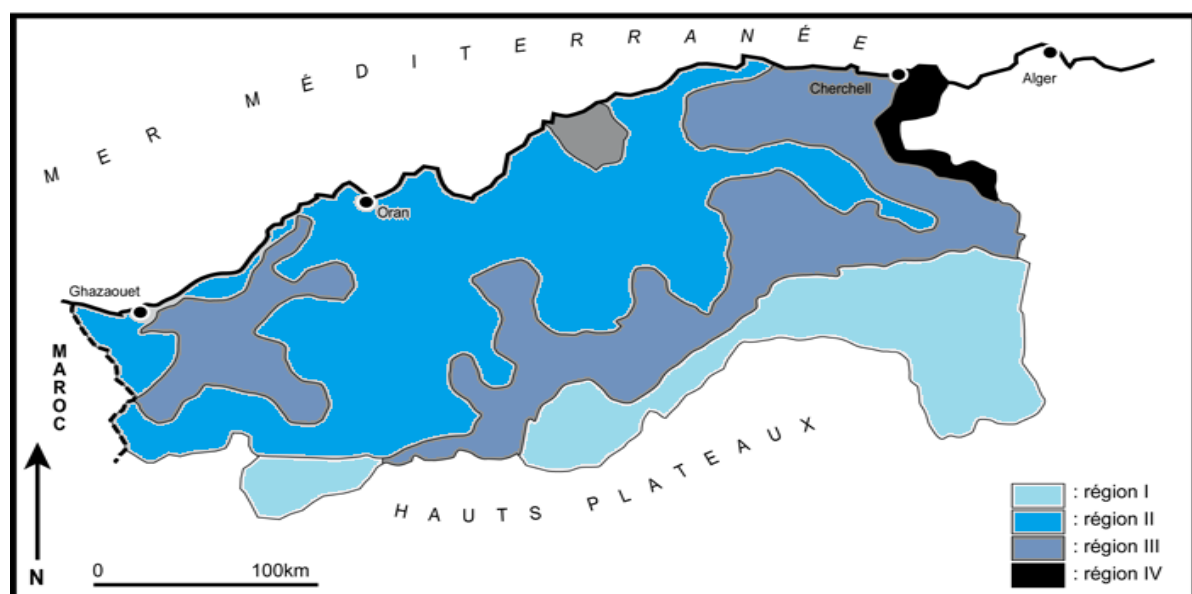 MER MÉDITERRANÉE
Alger
Cherchell
Oran
Ghazaouet
MAROC
HAUTS PLATEAUX
N
0 100km
: région I
: région II
: région III
: région IV